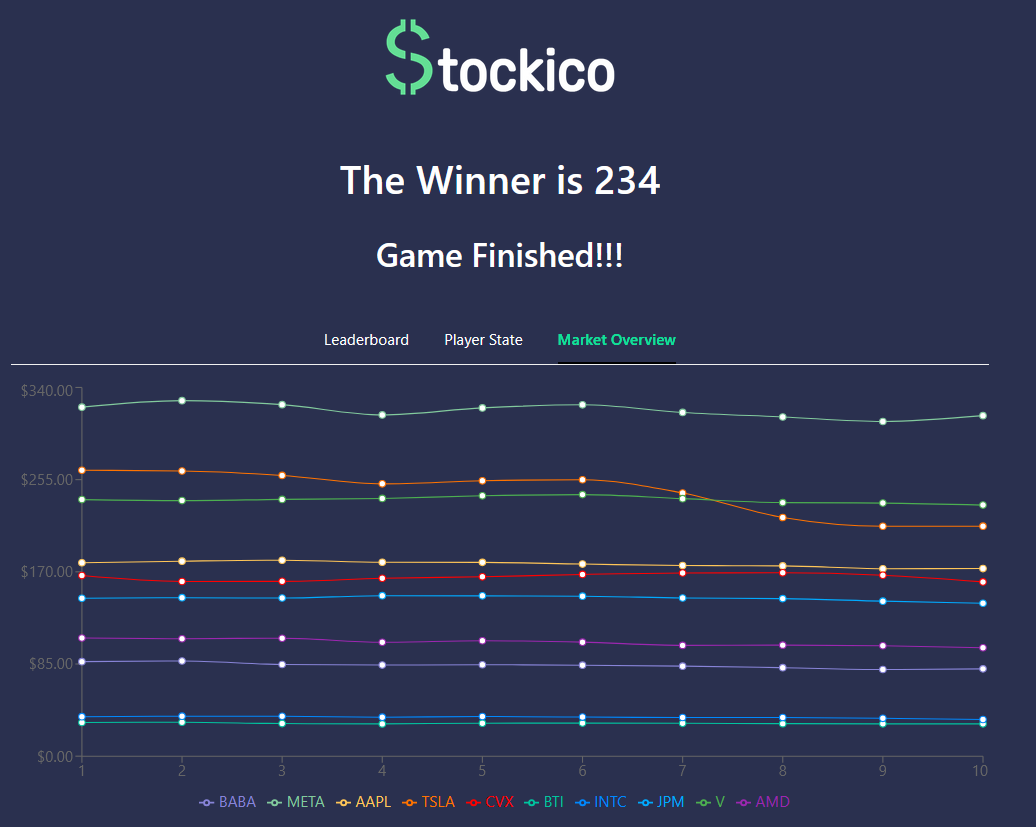 $tockico
The Winner is 234
Game Finished!!!
Leaderboard Player State Market Overview
$340.00
$255.00
$170.00
$85.00
$0.00
1 2 3 4 5 6 7 8 9 10
BABA META AAPL TSLA CVX BTI INTC JPM V AMD